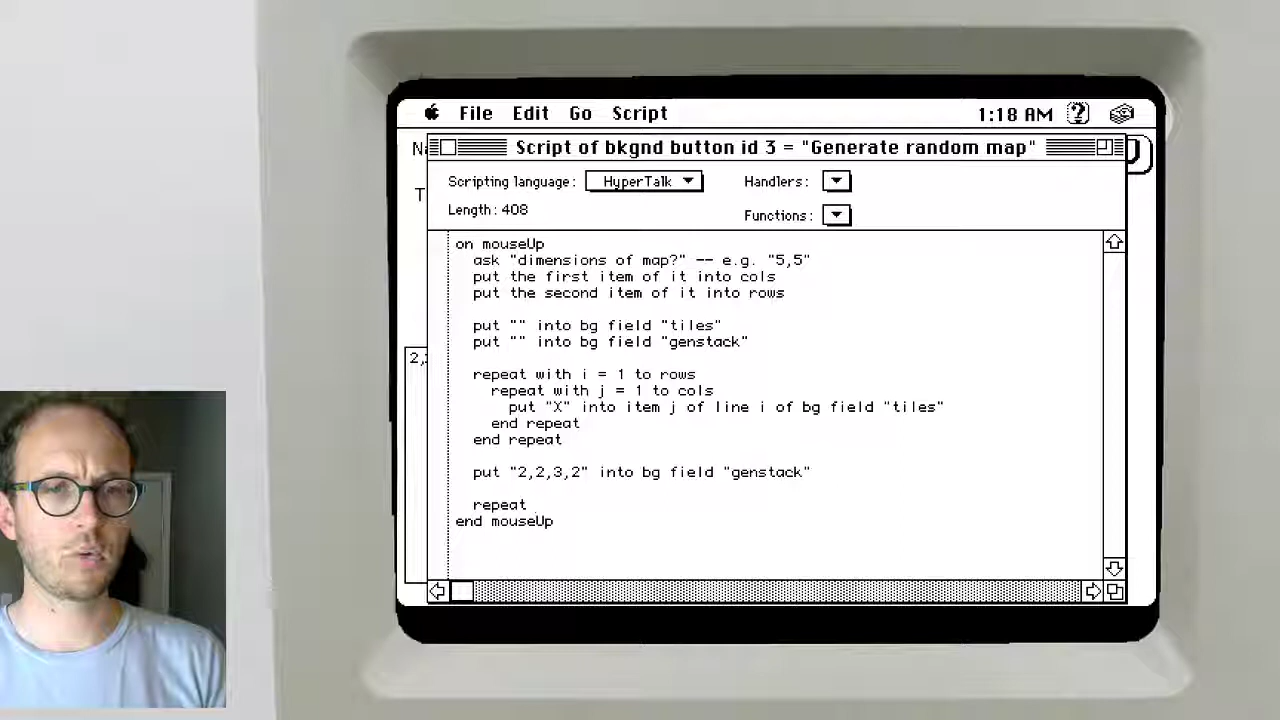 File Edit Go Script 1:18 AM
Script of bkgnd button id 3 = "Generate random map"
Scripting language: HyperTalk Handlers:
Length: 408
Functions:
on mouseUp
ask "dimensions of map?" -- e.g. "5,5"
put the first item of it into cols
put the second item of it into rows
put "" into bg field "tiles"
put "" into bg field "genstack"
repeat with i = 1 to rows
repeat with j = 1 to cols
put "X" into item j of line i of bg field "tiles"
end repeat
end repeat
put "2,2,3,2" into bg field "genstack"
repeat
end mouseUp